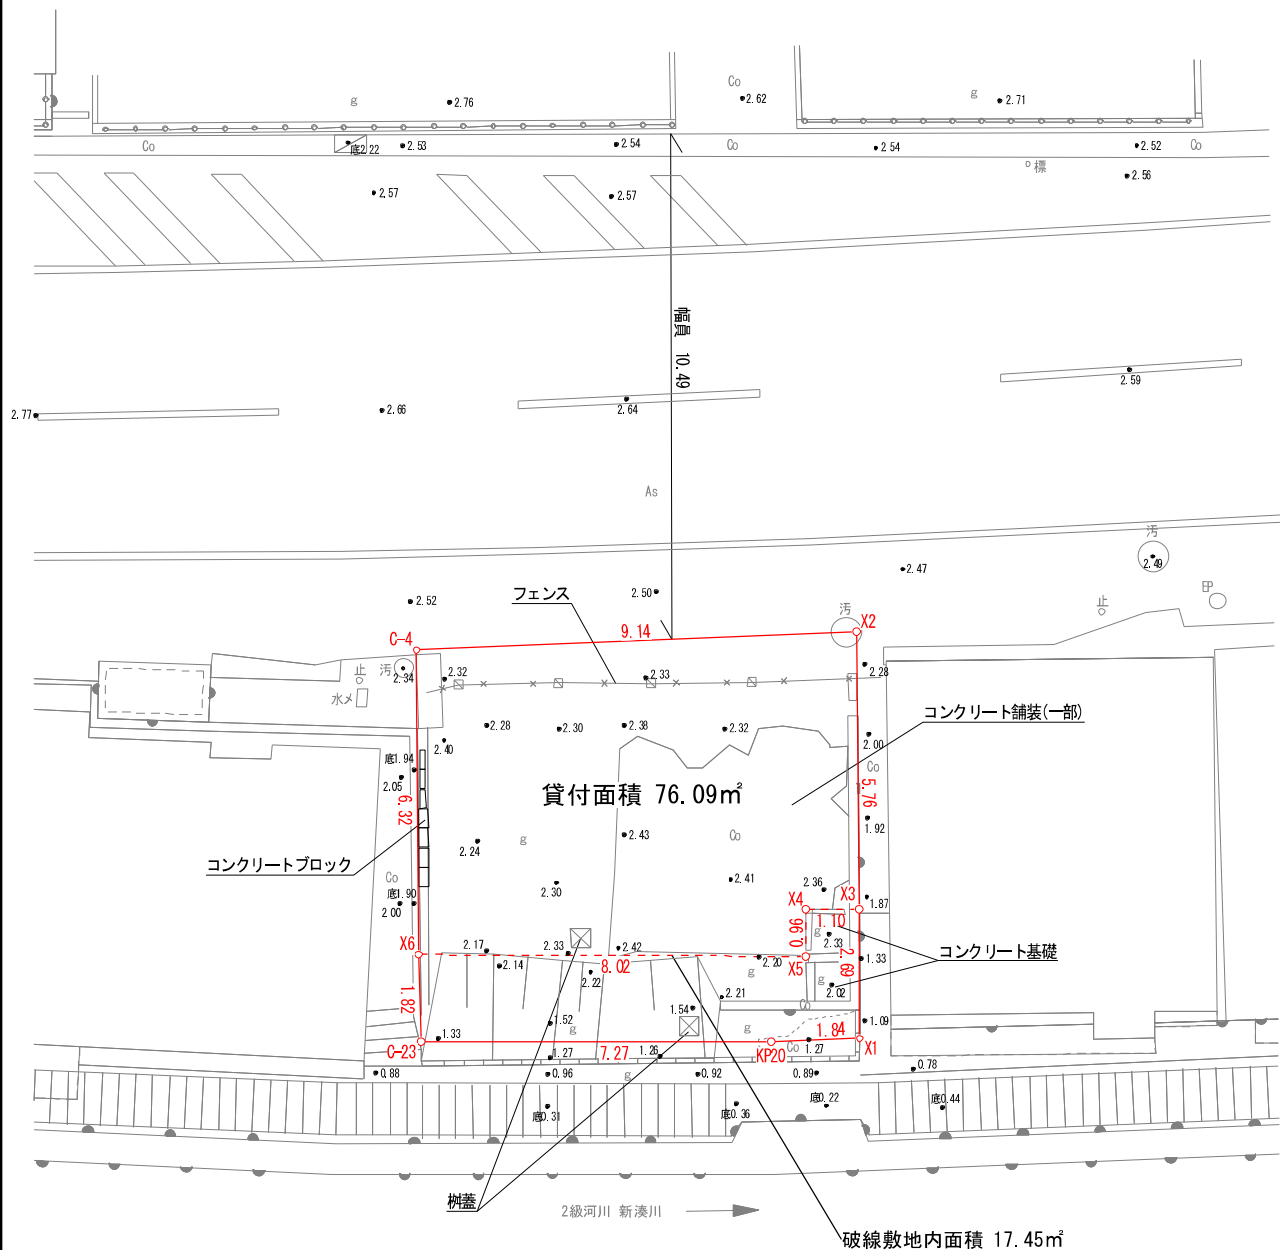 g
2.76
Co
2.62
g
2.71
Co
底2.22
2.53
2.54
Co
2.54
2.52
Co
標
2.56
2.57
2.57
幅員 10.49
2.77
2.66
2.64
2.59
As
汚
2.49
2.47
2.52
フェンス
2.50
止
汚
X2
9.14
C-4
止
汚
2.34
2.32
2.33
2.28
水メ
2.28
2.30
2.38
2.32
コンクリート舗装(一部)
2.40
2.00
底1.94
Co
2.05
貸付面積 76.09㎡
5.76
6.32
1.92
2.43
Co
g
2.24
コンクリートブロック
Co
2.41
2.36
2.30
底1.90
2.00
X4
X3
1.87
1.10
0.96
g
2.33
X6
2.17
2.33
2.42
コンクリート基礎
2.69
1.33
2.14
8.02
2.20
X5
2.22
g
2.02
2.21
1.82
1.54
Co
1.52
g
g
1.84
1.09
1.33
C-23
1.27
7.27
1.26
KP20
Co
1.27
X1
0.78
0.88
0.96
g
0.92
0.89
底0.31
底0.36
底0.22
底0.44
桝蓋
2級河川 新湊川
破線敷地内面積 17.45㎡